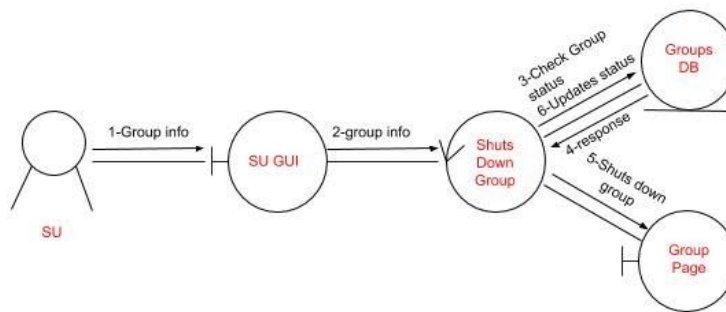 1-Group info
SU
SU GUI
2-group info
Shuts
Down
Group
3-Check Group
status
6-Updates status
4-response
Groups
DB
5-Shuts down
group
Group
Page